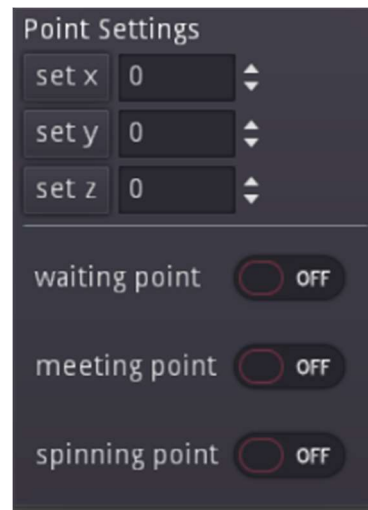 Point Settings
set x 0
set y 0
set z 0
waiting point OFF
meeting point OFF
spinning point OFF